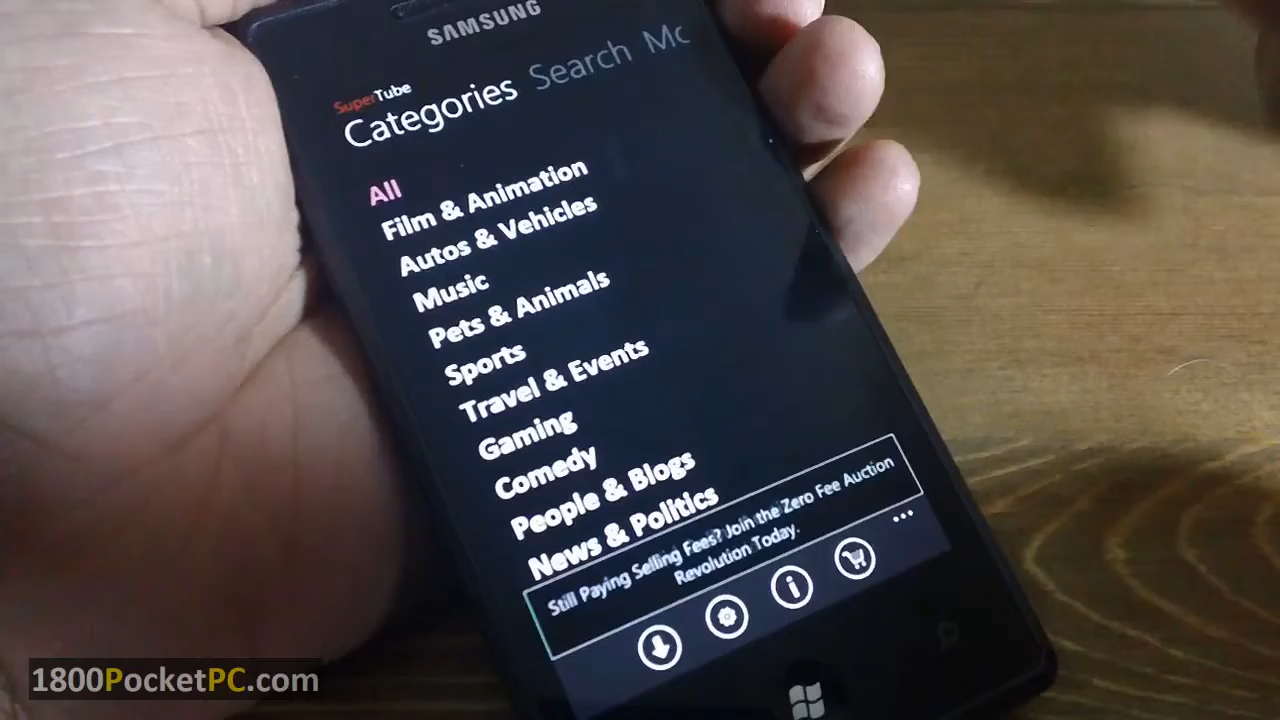 SAMSUNG
SuperTube
Categories Search Mc
All
Film & Animation
Autos & Vehicles
Music
Pets & Animals
Sports
Travel & Events
Gaming
Comedy
People & Blogs
News & Politics
Still Paying Selling Fees? Join the Zero Fee Auction
Revolution Today.
1800PocketPC.com